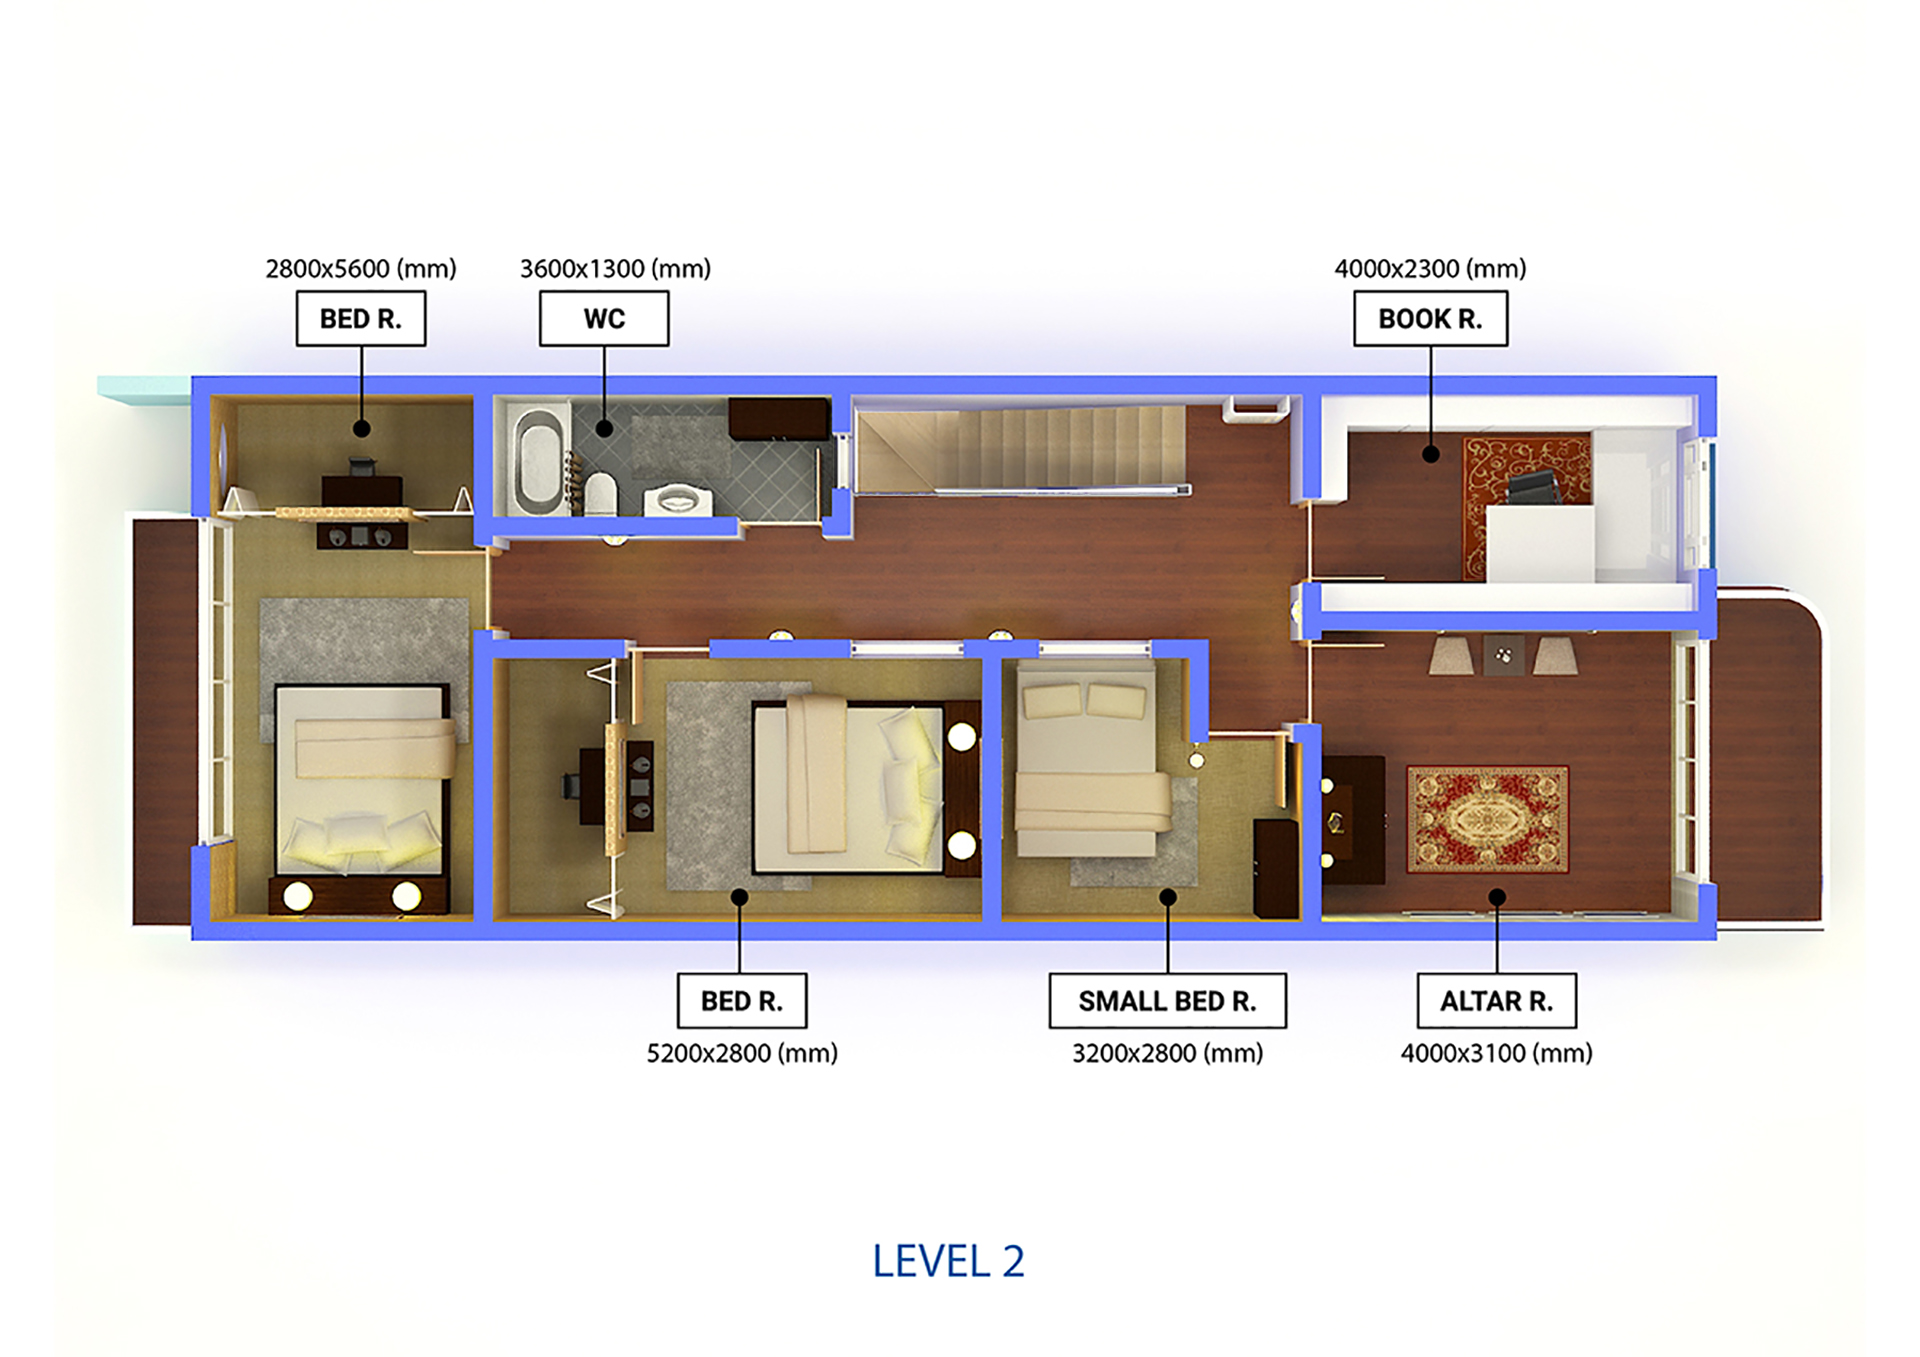 2800x5600 (mm)
BED R.
3600x1300 (mm)
WC
4000x2300 (mm)
BOOK R.
BED R.
5200x2800 (mm)
SMALL BED R.
3200x2800 (mm)
ALTAR R.
4000x3100 (mm)
LEVEL 2